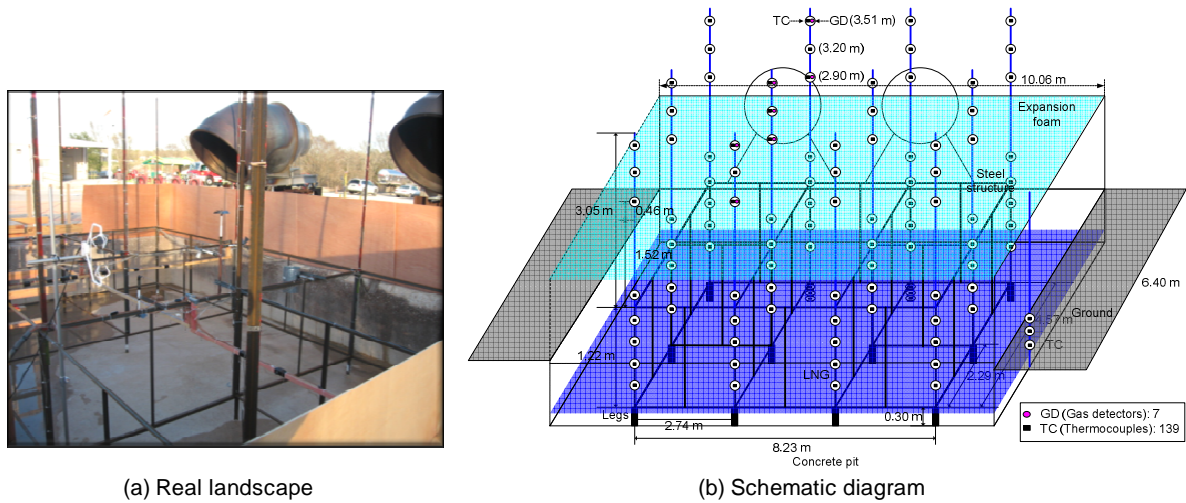 TC
GD (3.51 m)
(3.20 m)
(2.90 m)
10.06 m
Expansion
foam
Steel
structure
3.05 m
0.46 m
1.52 m
6.40 m
Ground
4.57 m
TC
1.22 m
LNG
2.29 m
Legs
0.30 m
2.74 m
8.23 m
Concrete pit
GD (Gas detectors): 7
TC (Thermocouples): 139
(a) Real landscape
(b) Schematic diagram